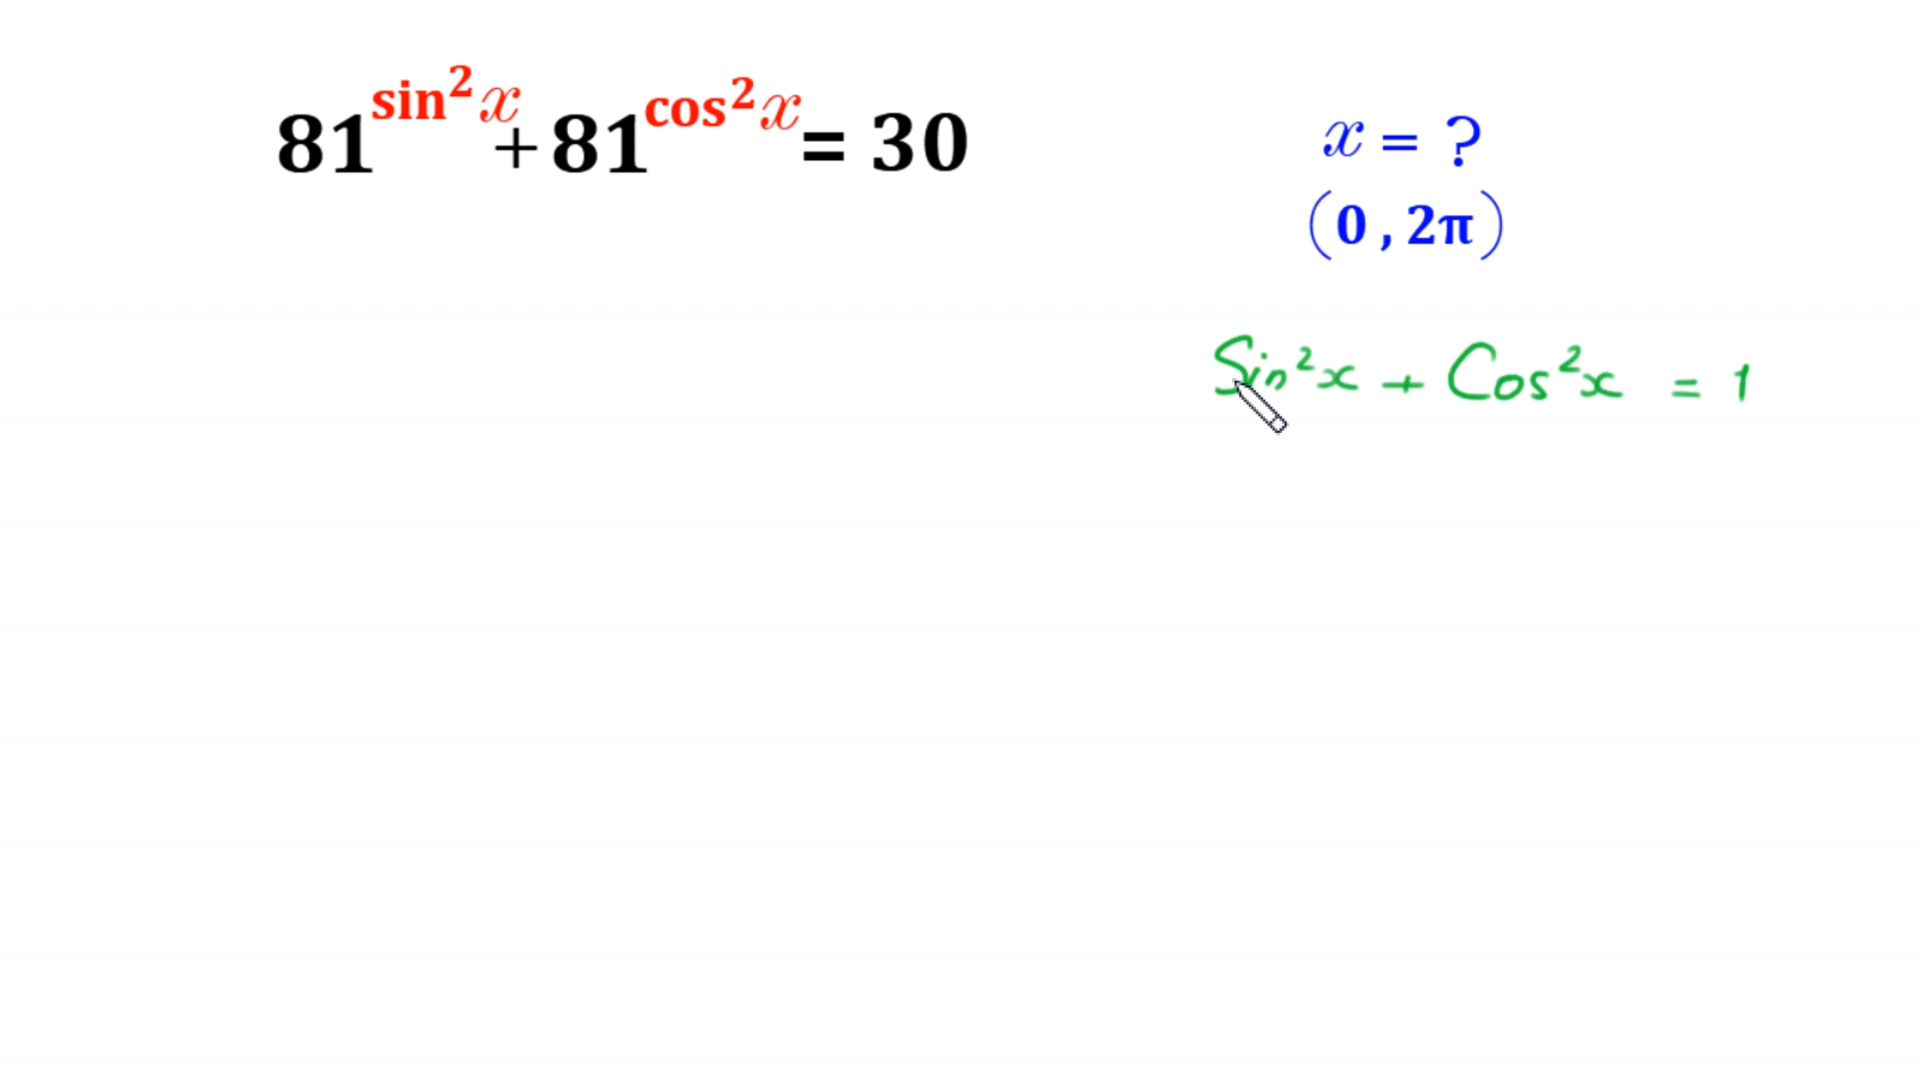 81^sin²x + 81^cos²x = 30
x = ?
(0, 2π)
Sin²x + Cos²x = 1